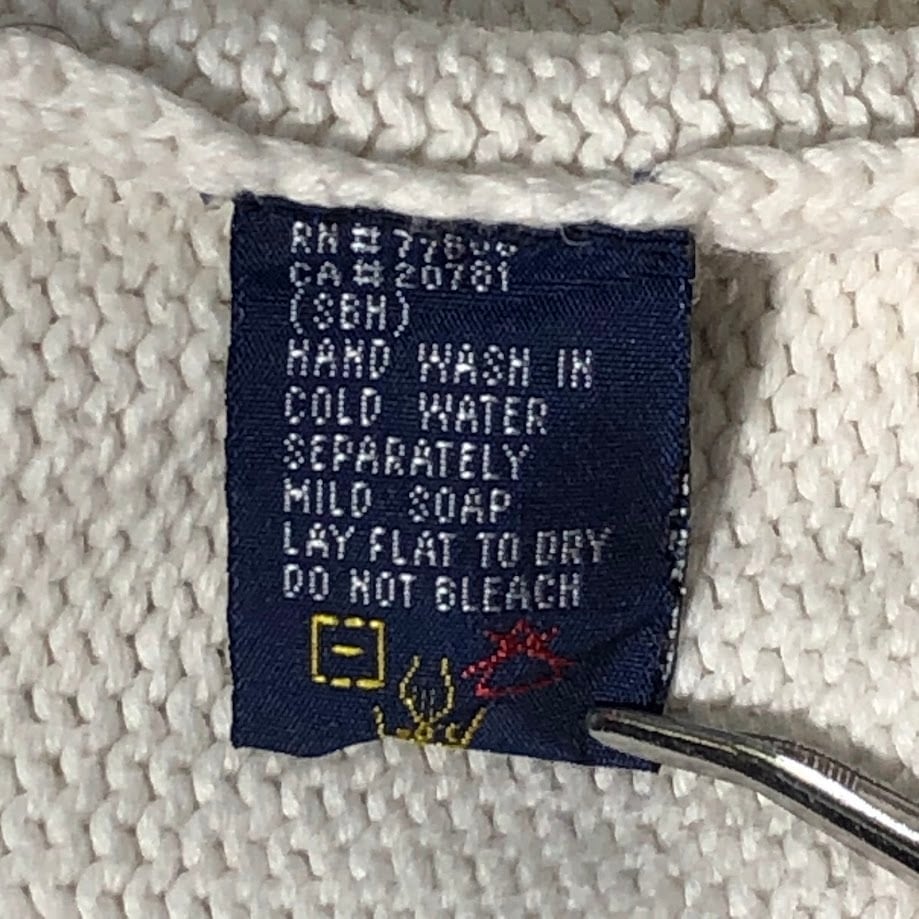 RN #
CA #20781
(SBH)
HAND WASH IN
COLD WATER
SEPARATELY
MILD SOAP
LAY FLAT TO DRY
DO NOT BLEACH